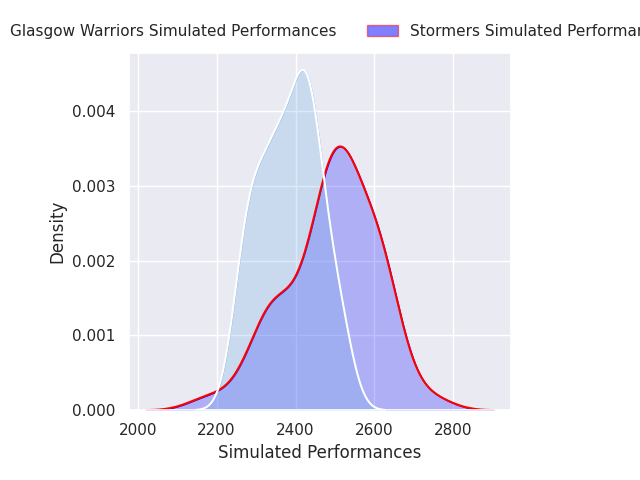 Glasgow Warriors Simulated Performances
Stormers Simulated
Density
0.004
0.003
0.002
0.001
0.000
2000 2200 2400 2600 2800
Simulated Performances